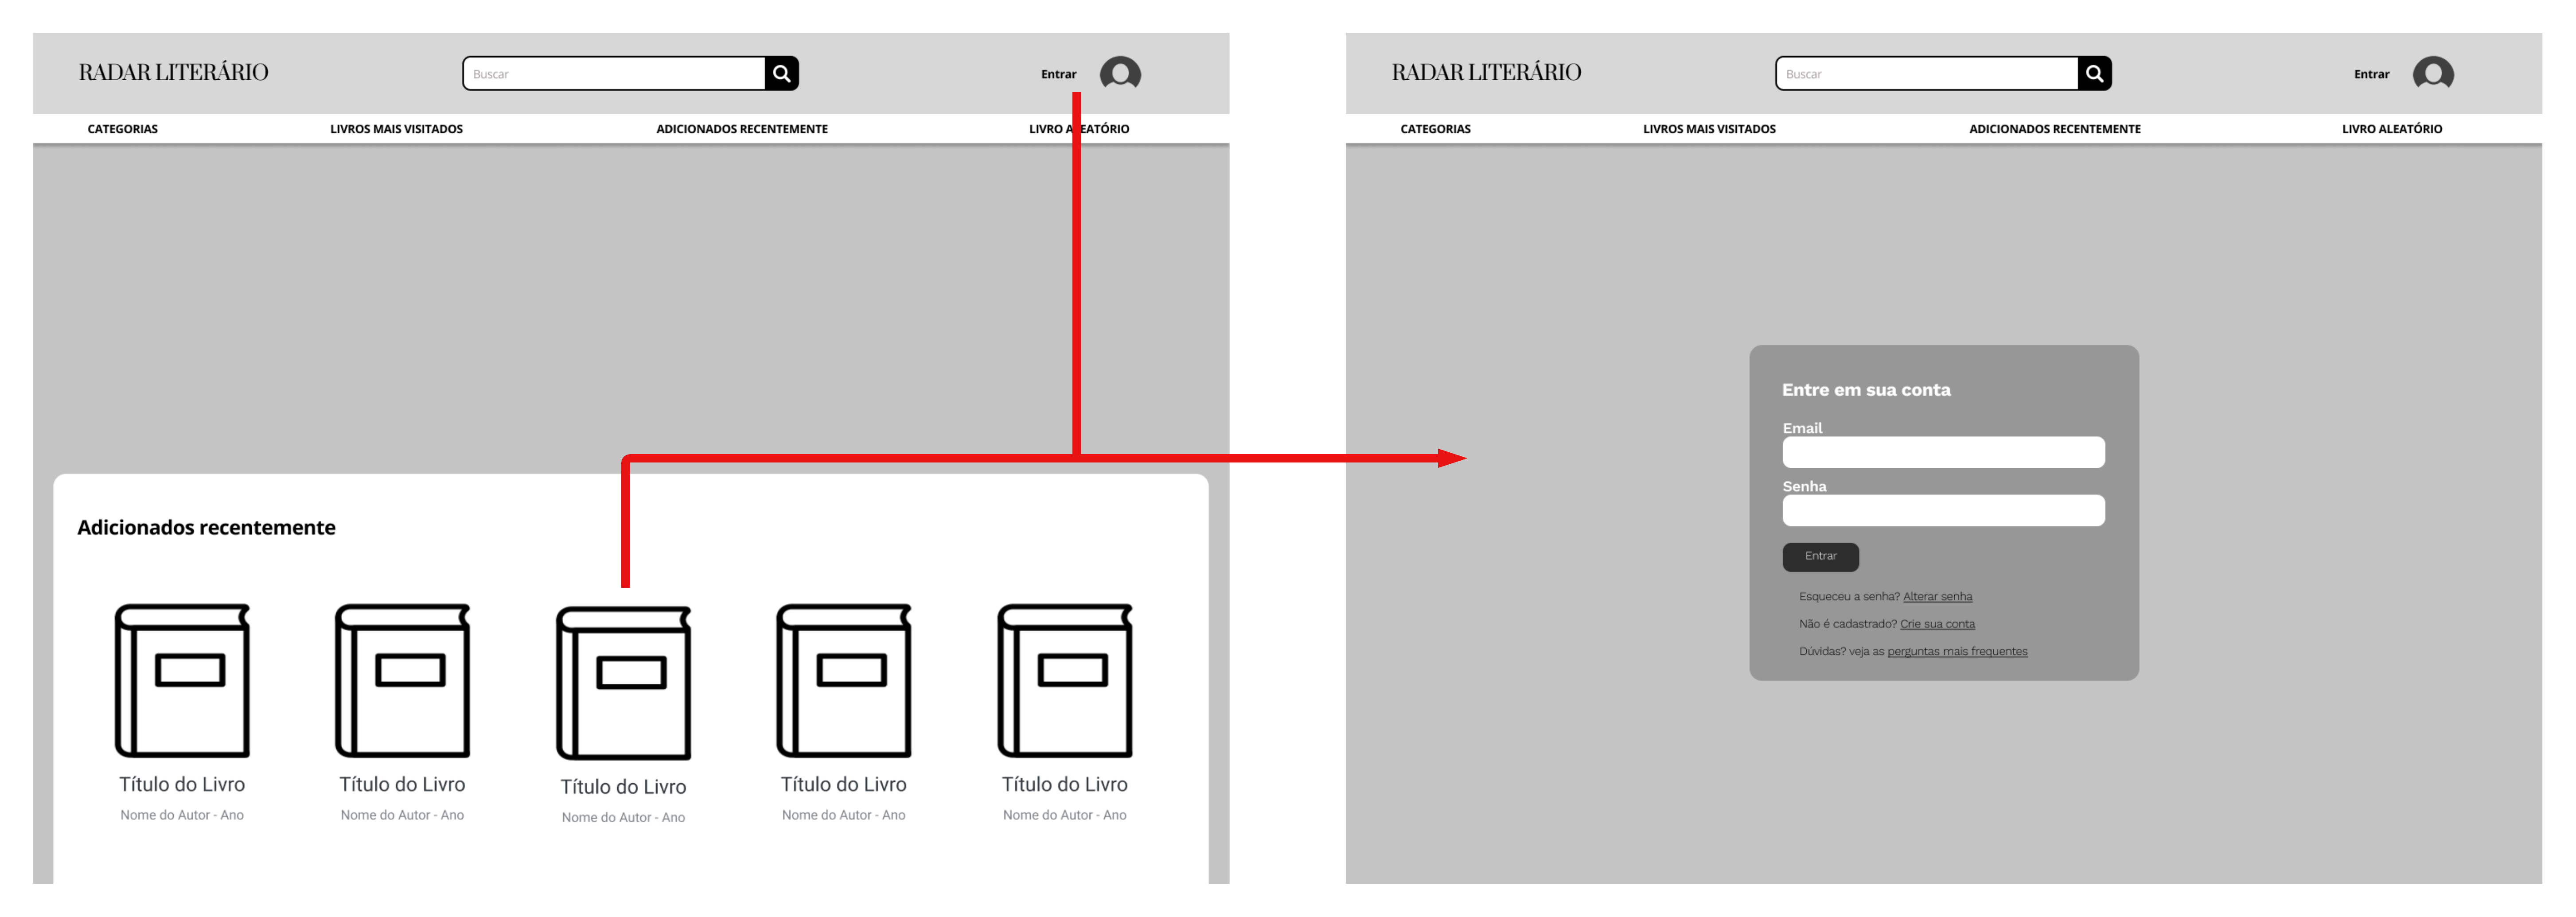 RADAR LITERÁRIO
Buscar
Entrar
CATEGORIAS
LIVROS MAIS VISITADOS
ADICIONADOS RECENTEMENTE
LIVRO ALEATÓRIO
Adicionados recentemente
Título do Livro
Nome do Autor - Ano
Título do Livro
Nome do Autor - Ano
Título do Livro
Nome do Autor - Ano
Título do Livro
Nome do Autor - Ano
Título do Livro
Nome do Autor - Ano
RADAR LITERÁRIO
Buscar
Entrar
CATEGORIAS
LIVROS MAIS VISITADOS
ADICIONADOS RECENTEMENTE
LIVRO ALEATÓRIO
Entre em sua conta
Email
Senha
Entrar
Esqueceu a senha? Alterar senha
Não é cadastrado? Crie sua conta
Dúvidas? veja as perguntas mais frequentes